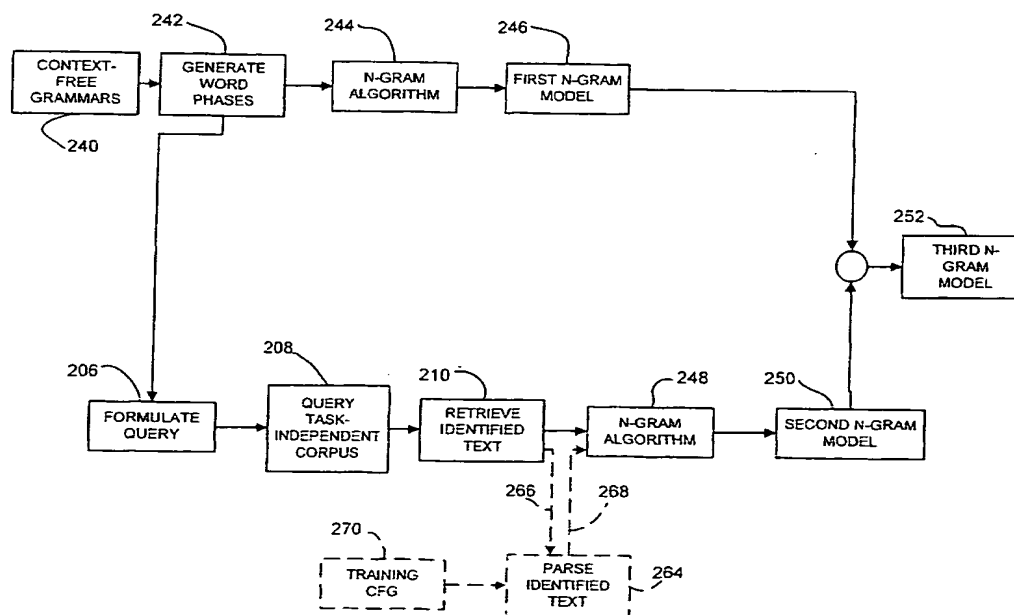 242
244
246
CONTEXT-
FREE
GRAMMARS
GENERATE
WORD
PHASES
N-GRAM
ALGORITHM
FIRST N-GRAM
MODEL
240
252
THIRD N-
GRAM
MODEL
206
208
210
248
250
FORMULATE
QUERY
QUERY
TASK-
INDEPENDENT
CORPUS
RETRIEVE
IDENTIFIED
TEXT
N-GRAM
ALGORITHM
SECOND N-GRAM
MODEL
266
268
270
TRAINING
CFG
PARSE
IDENTIFIED
TEXT
264